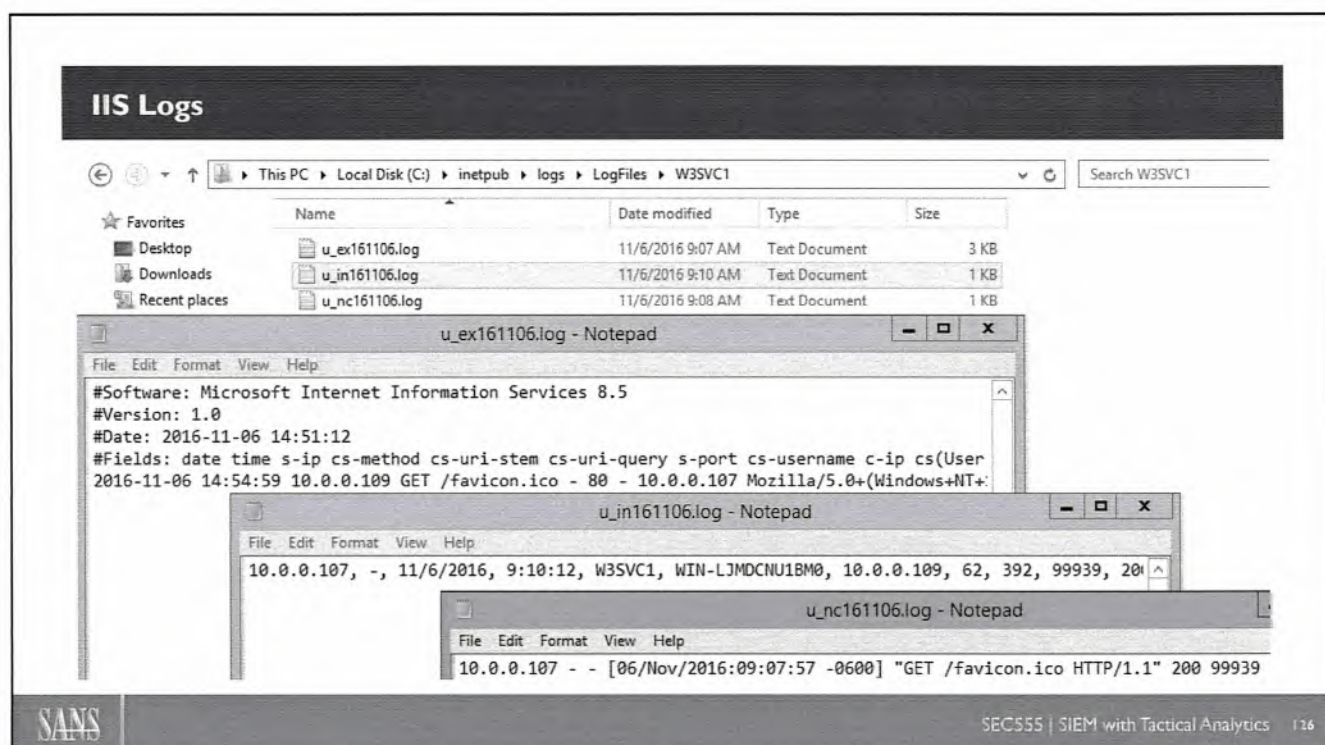 IIS Logs
This PC Local Disk (C:) inetpub logs LogFiles W3SVC1
Search W3SVC1
Favorites
Desktop
Downloads
Recent places
Name Date modified Type Size
u_ex161106.log 11/6/2016 9:07 AM Text Document 3 KB
u_in161106.log 11/6/2016 9:10 AM Text Document 1 KB
u_nc161106.log 11/6/2016 9:08 AM Text Document 1 KB
u_ex161106.log - Notepad
File Edit Format View Help
#Software: Microsoft Internet Information Services 8.5
#Version: 1.0
#Date: 2016-11-06 14:51:12
#Fields: date time s-ip cs-method cs-uri-stem cs-uri-query s-port cs-username c-ip cs(User
2016-11-06 14:54:59 10.0.0.109 GET /favicon.ico - 80 - 10.0.0.107 Mozilla/5.0+(Windows+NT+
u_in161106.log - Notepad
File Edit Format View Help
10.0.0.107, -, 11/6/2016, 9:10:12, W3SVC1, WIN-LJMDCNU1BM0, 10.0.0.109, 62, 392, 99939,
u_nc161106.log - Notepad
File Edit Format View Help
10.0.0.107 - - [06/Nov/2016:09:07:57 -0600] "GET /favicon.ico HTTP/1.1" 200 99939
SANS
SEC555 | SIEM with Tactical Analytics 126